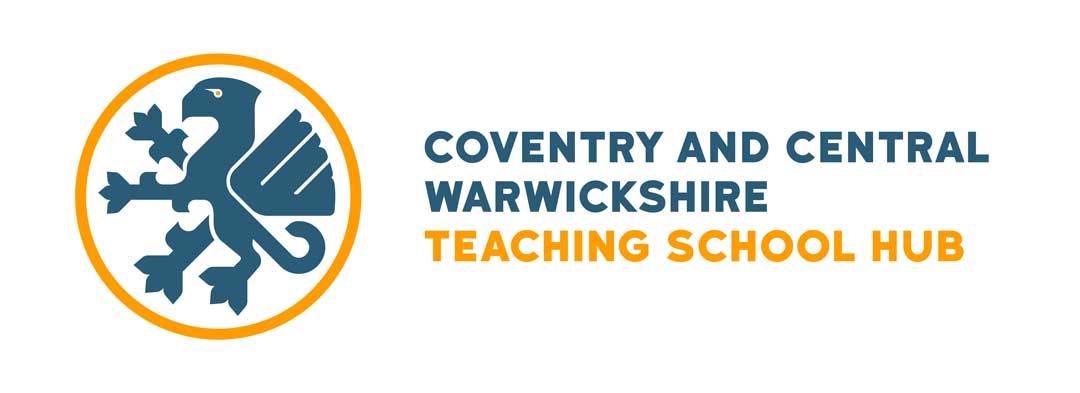 COVENTRY AND CENTRAL
WARWICKSHIRE
TEACHING SCHOOL HUB